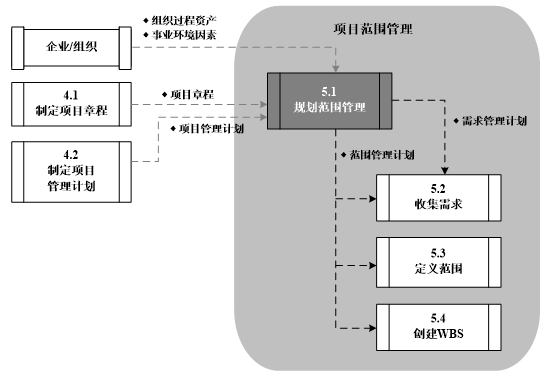 ◆ 组织过程资产
◆ 事业环境因素
项目范围管理
企业/组织
4.1
制定项目章程
◆ 项目章程
5.1
规划范围管理
◆ 项目管理计划
◆ 需求管理计划
4.2
制定项目
管理计划
◆ 范围管理计划
5.2
收集需求
5.3
定义范围
5.4
创建WBS